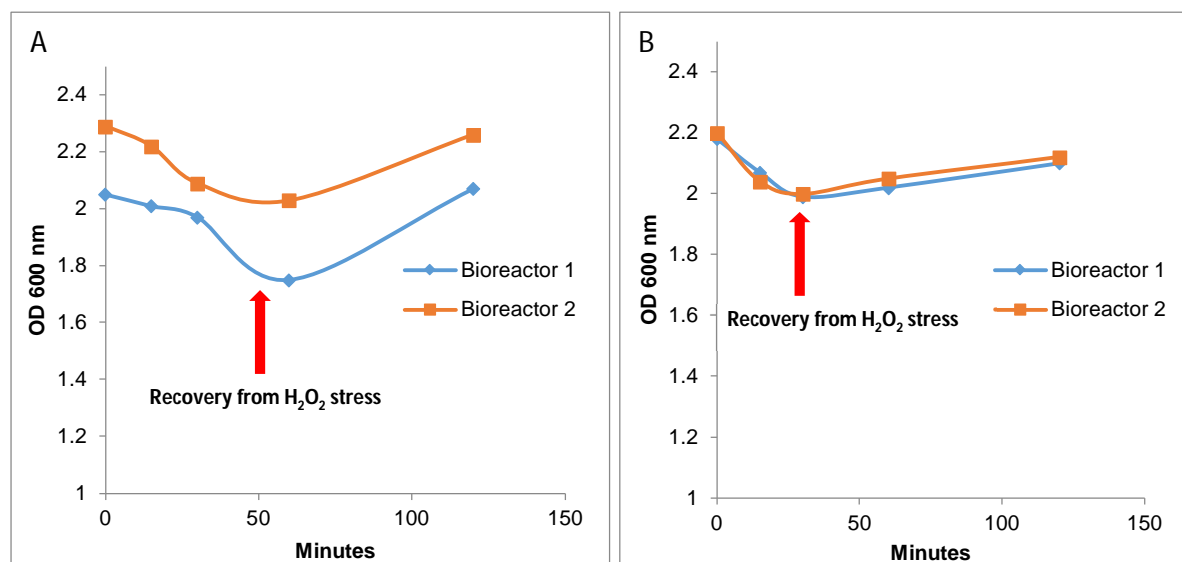 A
OD 600 nm
2.4
2.2
2
1.8
1.6
1.4
1.2
1
0
50
100
150
Minutes
Bioreactor 1
Bioreactor 2
Recovery from H₂O₂ stress
B
OD 600 nm
2.4
2.2
2
1.8
1.6
1.4
1.2
1
0
50
100
150
Minutes
Bioreactor 1
Bioreactor 2
Recovery from H₂O₂ stress